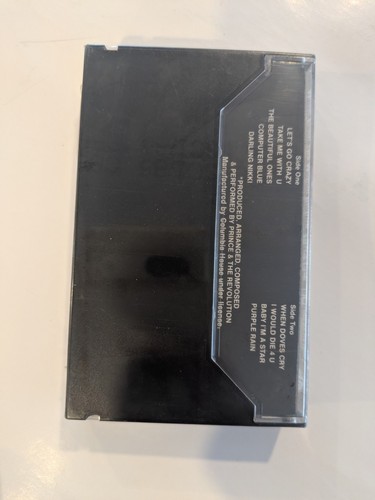 Side One
LET'S GO CRAZY
TAKE ME WITH U
THE BEAUTIFUL ONES
COMPUTER BLUE
DARLING NIKKI
Side Two
WHEN DOVES CRY
I WOULD DIE 4 U
BABY I'M A STAR
PURPLE RAIN
*PRODUCED, ARRANGED, COMPOSED
& PERFORMED BY PRINCE & THE REVOLUTION
Manufactured by Columbia House under license.